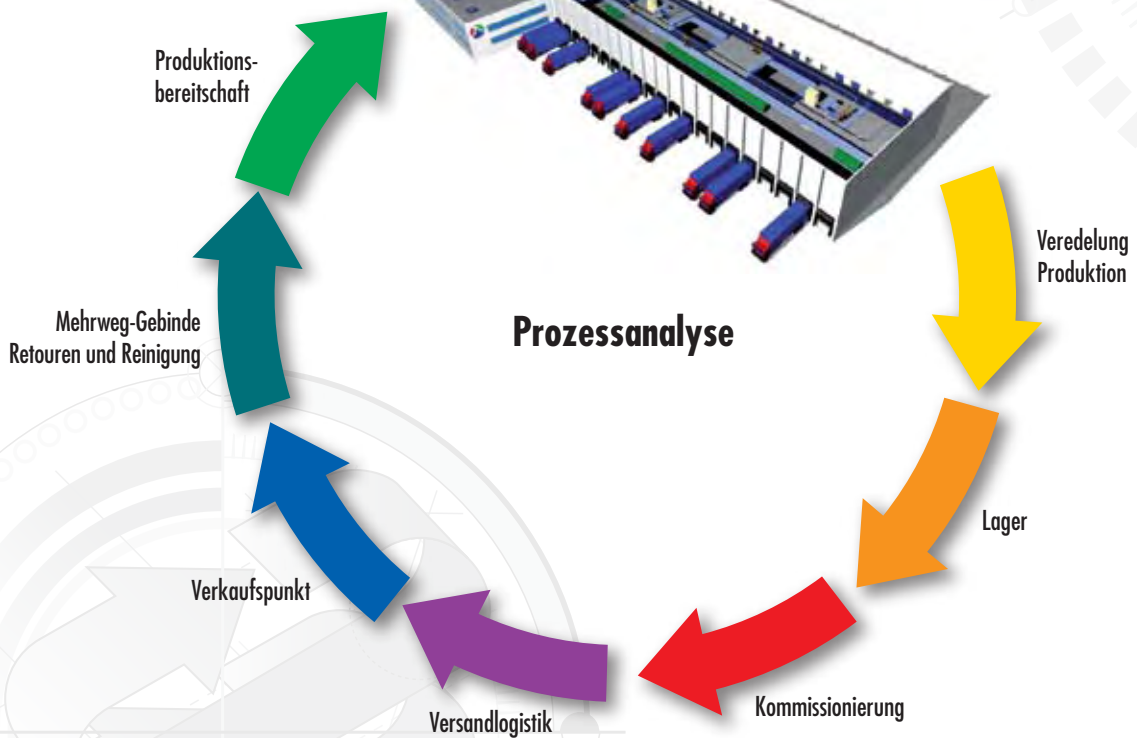 Produktions-
bereitschaft
Veredelung
Produktion
Mehrweg-Gebinde
Retouren und Reinigung
Prozessanalyse
Lager
Verkaufspunkt
Kommissionierung
Versandlogistik